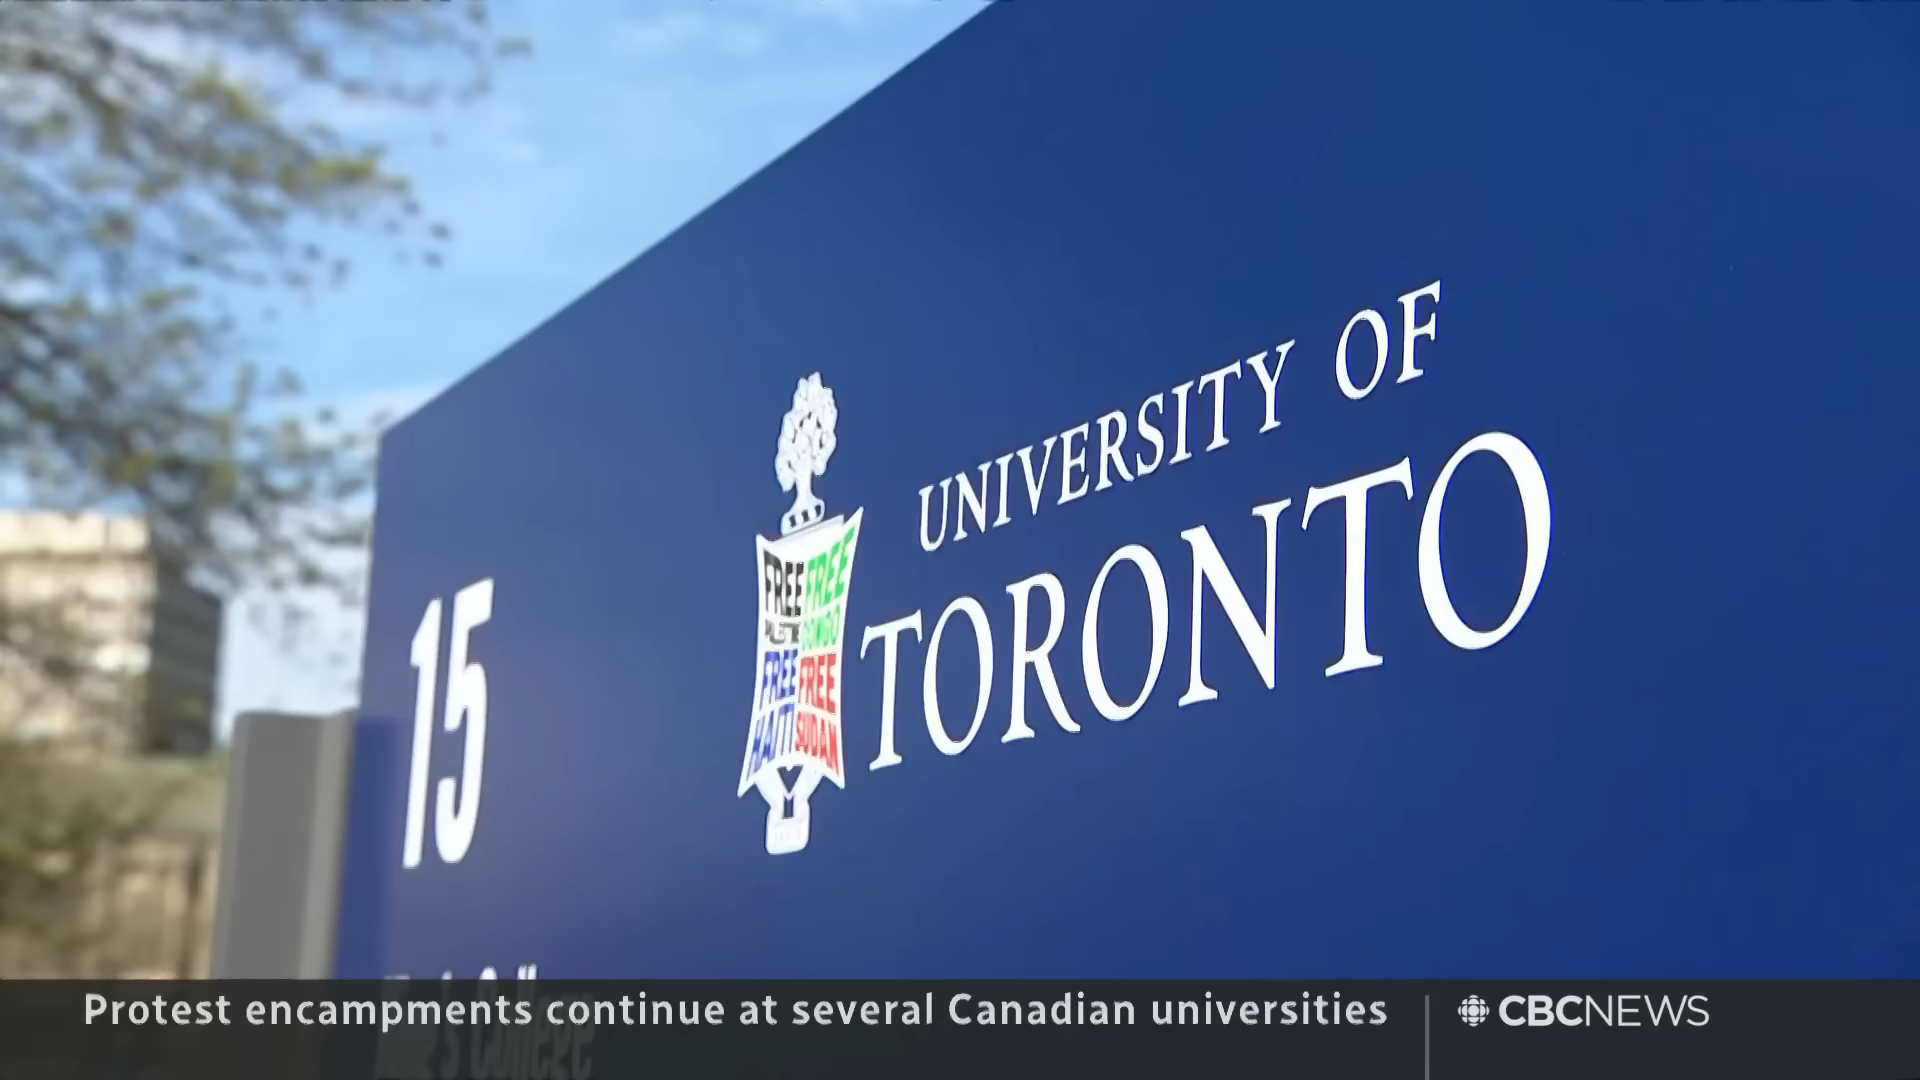 UNIVERSITY OF
TORONTO
FREE FREE
CONGO
FREE FREE
HAITI SUDAN
15
Protest encampments continue at several Canadian universities
CBCNEWS